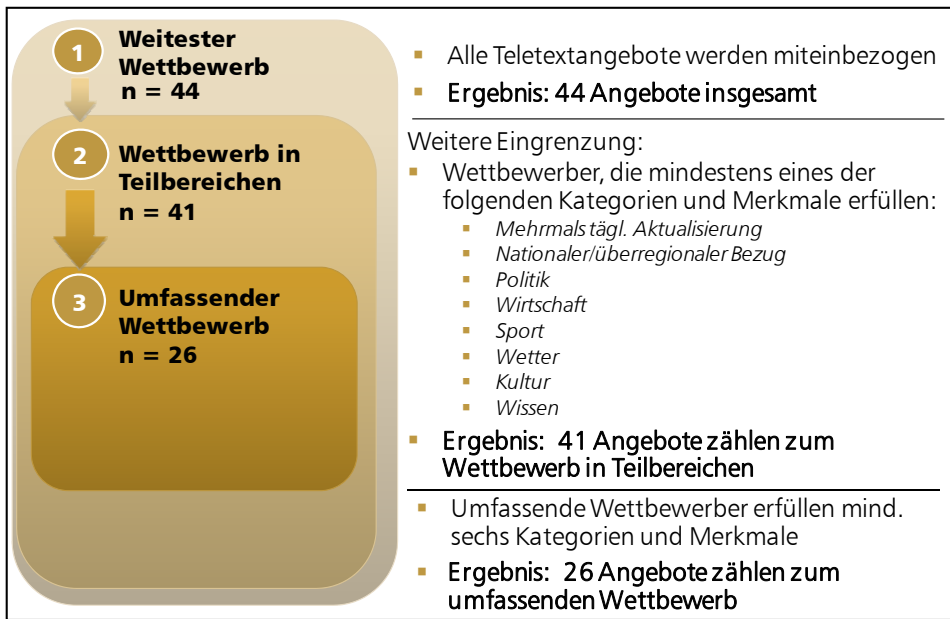 1
Weitester
Wettbewerb
n = 44
2
Wettbewerb in
Teilbereichen
n = 41
3
Umfassender
Wettbewerb
n = 26
▪ Alle Teletextangebote werden miteinbezogen
▪ Ergebnis: 44 Angebote insgesamt
Weitere Eingrenzung:
▪ Wettbewerber, die mindestens eines der
folgenden Kategorien und Merkmale erfüllen:
▪ Mehrmals tägl. Aktualisierung
▪ Nationaler/überregionaler Bezug
▪ Politik
▪ Wirtschaft
▪ Sport
▪ Wetter
▪ Kultur
▪ Wissen
▪ Ergebnis: 41 Angebote zählen zum
Wettbewerb in Teilbereichen
▪ Umfassende Wettbewerber erfüllen mind.
sechs Kategorien und Merkmale
▪ Ergebnis: 26 Angebote zählen zum
umfassenden Wettbewerb